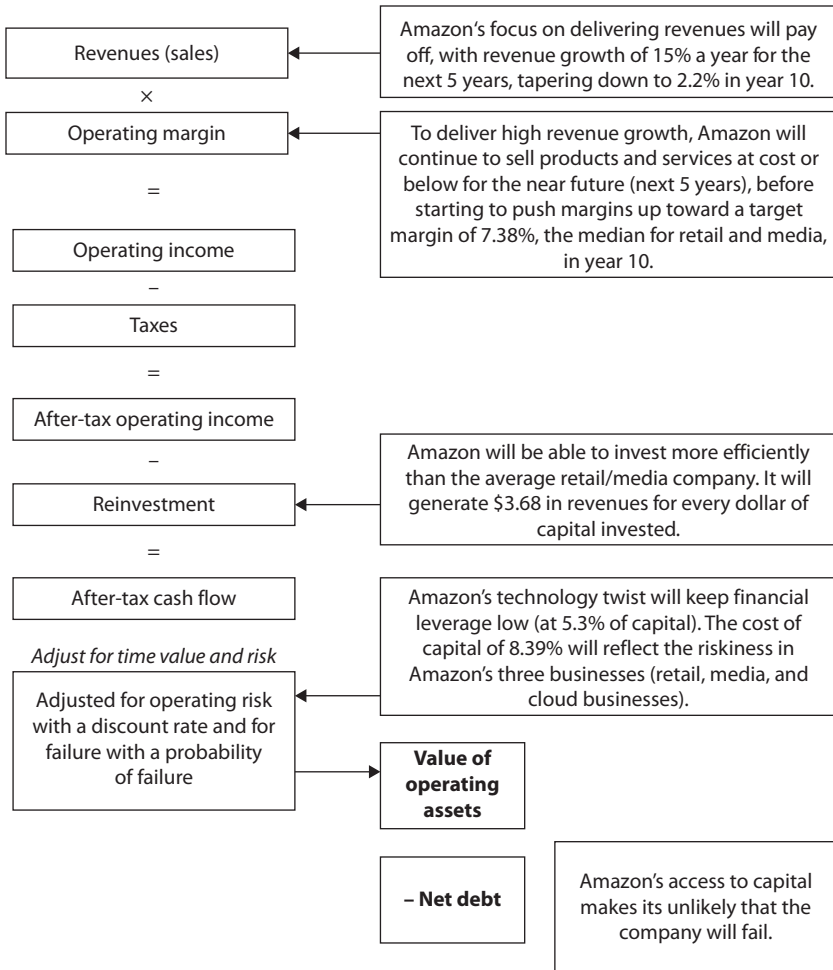 Revenues (sales)
Amazon’s focus on delivering revenues will pay
off, with revenue growth of 15% a year for the
next 5 years, tapering down to 2.2% in year 10.
×
Operating margin
To deliver high revenue growth, Amazon will
continue to sell products and services at cost or
below for the near future (next 5 years), before
starting to push margins up toward a target
margin of 7.38%, the median for retail and media,
in year 10.
=
Operating income
–
Taxes
=
After-tax operating income
–
Reinvestment
Amazon will be able to invest more efficiently
than the average retail/media company. It will
generate $3.68 in revenues for every dollar of
capital invested.
=
After-tax cash flow
Amazon’s technology twist will keep financial
leverage low (at 5.3% of capital). The cost of
capital of 8.39% will reflect the riskiness in
Amazon’s three businesses (retail, media, and
cloud businesses).
Adjust for time value and risk
Adjusted for operating risk
with a discount rate and for
failure with a probability
of failure
Value of
operating
assets
– Net debt
Amazon’s access to capital
makes its unlikely that the
company will fail.